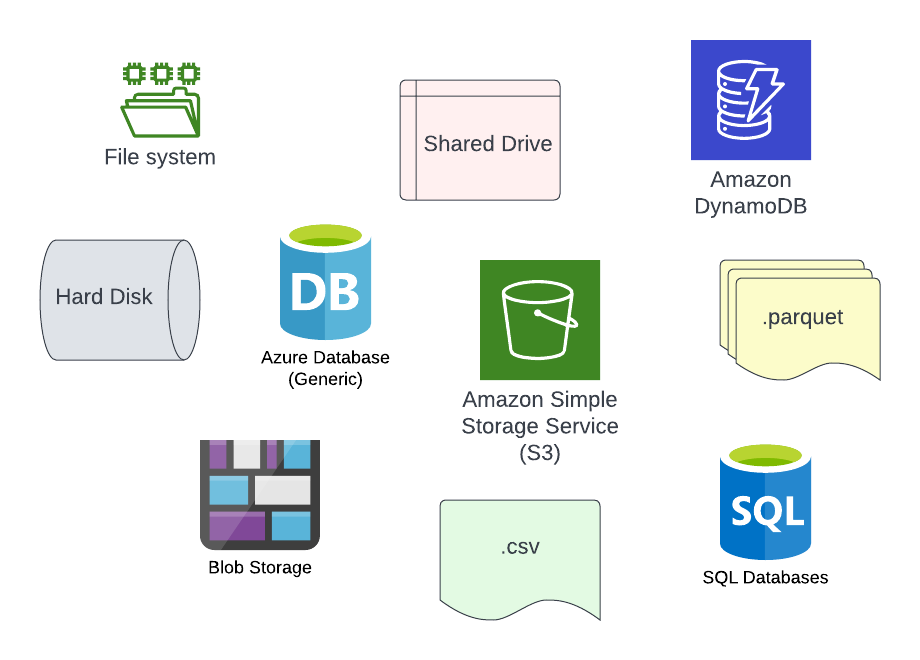 File system
Shared Drive
Amazon
DynamoDB
Hard Disk
DB
Azure Database
(Generic)
Amazon Simple
Storage Service
(S3)
.parquet
Blob Storage
.csv
SQL
SQL Databases